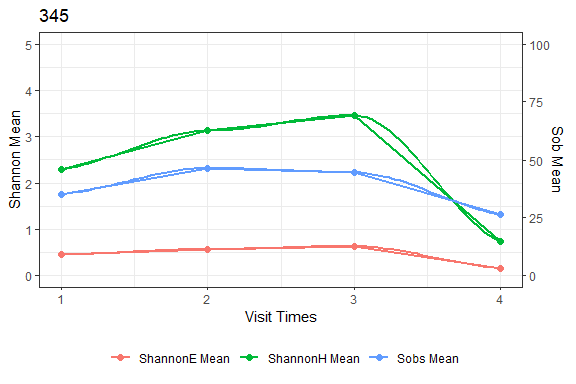 345
5
4
3
2
1
0
Shannon Mean
100
75
50
25
0
Sob Mean
1 2 3 4
Visit Times
ShannonE Mean ShannonH Mean Sobs Mean